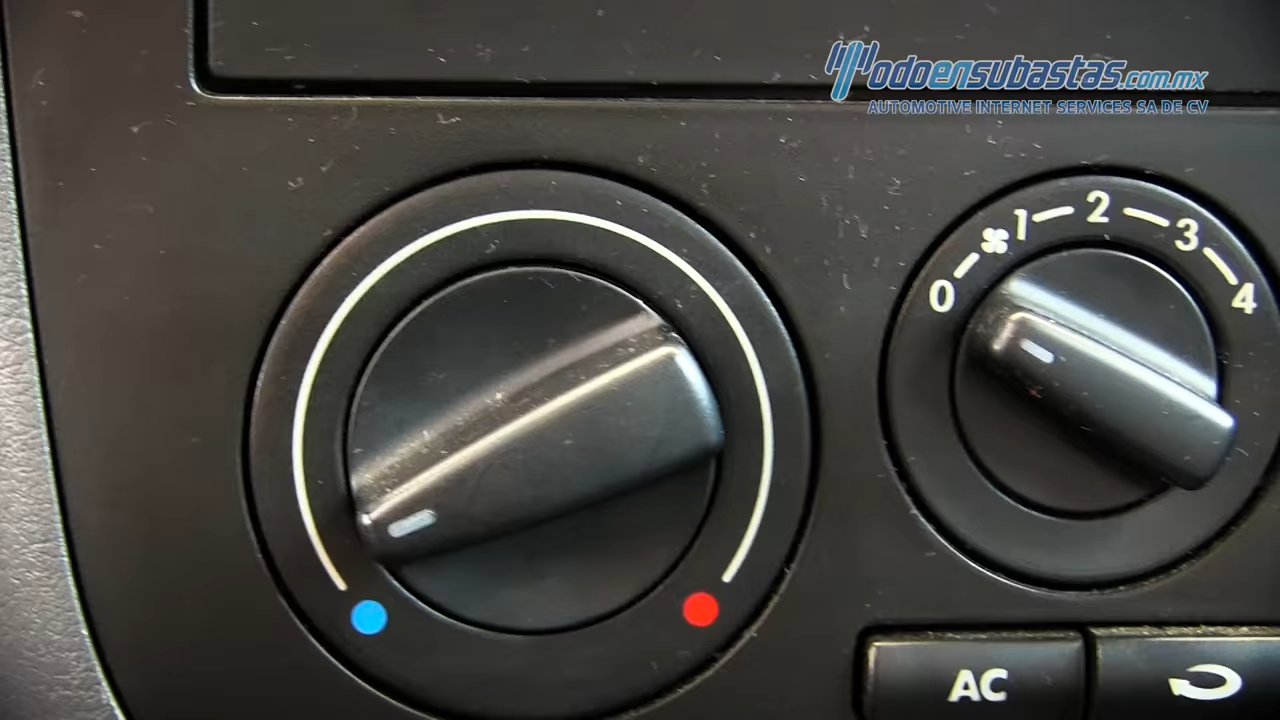 Todoensubastas.com.mx
AUTOMOTIVE INTERNET SERVICES SA DE CV
0 1 2 3 4
AC